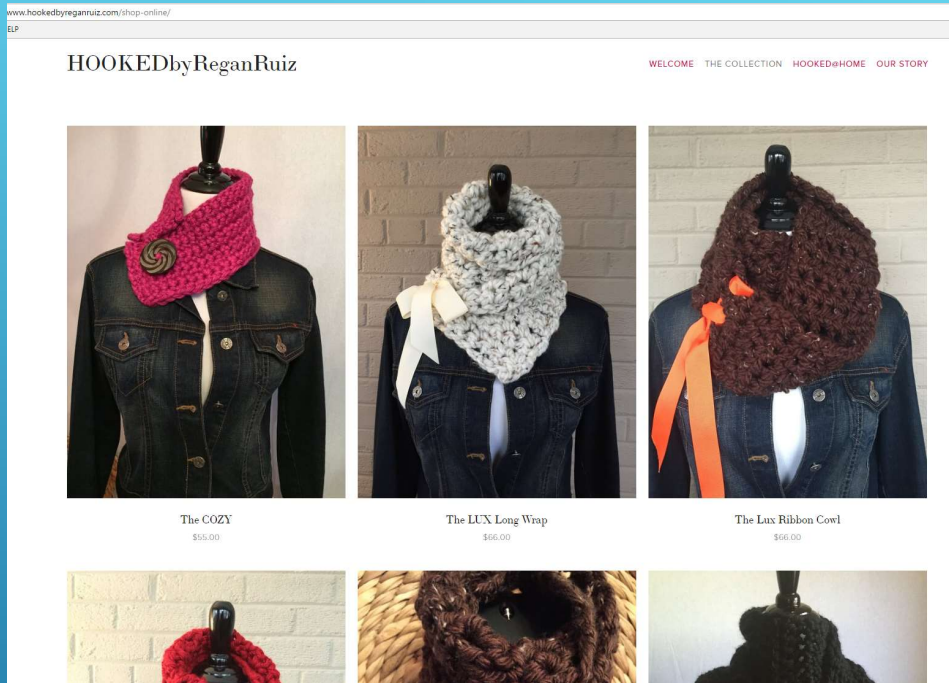 www.hookedbyreganruiz.com/shop-online/
ELP
HOOKEDbyReganRuiz
WELCOME THE COLLECTION HOOKED@HOME OUR STORY
The COZY
$55.00
The LUX Long Wrap
$66.00
The Lux Ribbon Cowl
$66.00